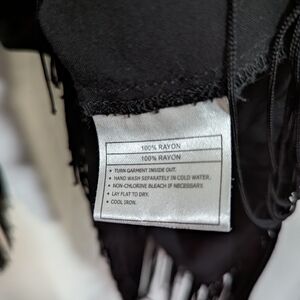 100% RAYON
100% RAYON
• TURN GARMENT INSIDE OUT.
• HAND WASH SEPARATELY IN COLD WATER.
• NON-CHLORINE BLEACH IF NECESSARY.
• LAY FLAT TO DRY.
• COOL IRON.